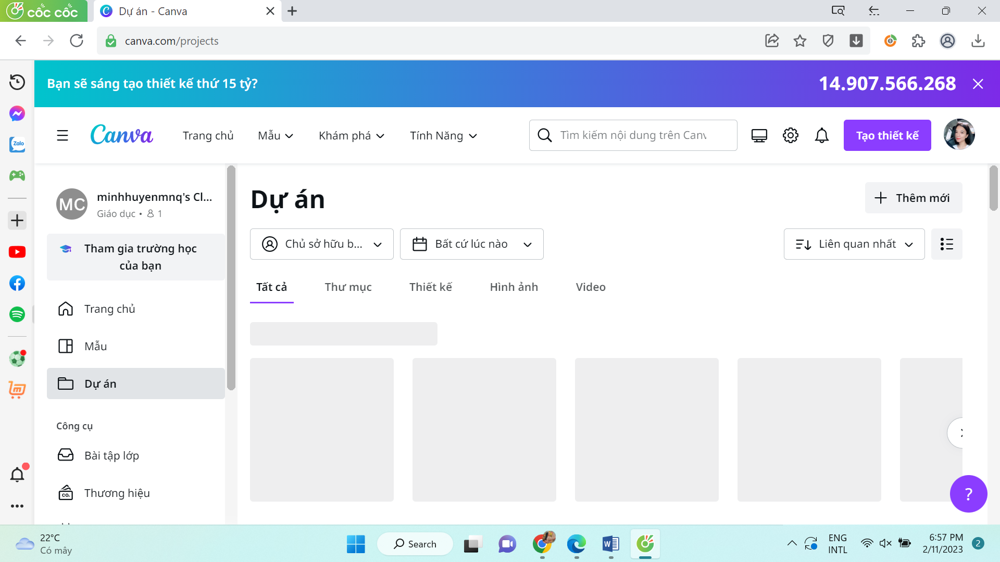 cốc cốc
Dự án - Canva
canva.com/projects
Bạn sẽ sáng tạo thiết kế thứ 15 tỷ?
14.907.566.268
Canva
Trang chủ
Mẫu
Khám phá
Tính Năng
Tìm kiếm nội dung trên Canv
Tạo thiết kế
Zalo
MC
minhhuyenmnq's Cl...
Giáo dục • 1
Tham gia trường học
của bạn
Trang chủ
Mẫu
Dự án
Công cụ
Bài tập lớp
CO.
Thương hiệu
Dự án
Thêm mới
Chủ sở hữu b...
Bất cứ lúc nào
Liên quan nhất
Tất cả
Thư mục
Thiết kế
Hình ảnh
Video
?
22°C
Có mây
Search
W
ENG
INTL
6:57 PM
2/11/2023
2